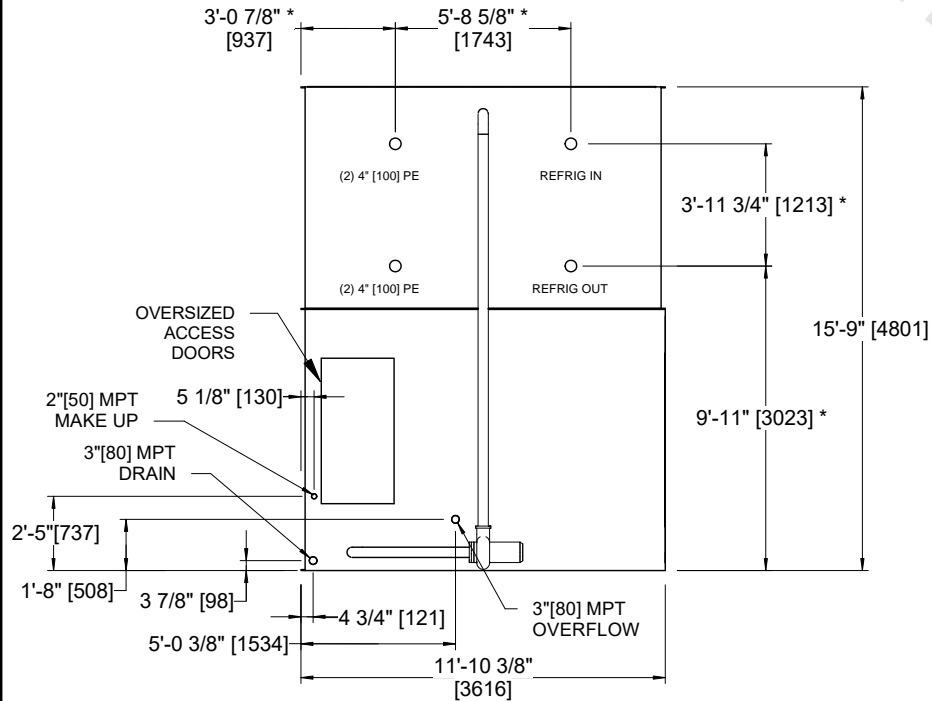 3'-0 7/8" *
[937]
5'-8 5/8" *
[1743]
(2) 4" [100] PE
REFRIG IN
3'-11 3/4" [1213] *
(2) 4" [100] PE
REFRIG OUT
OVERSIZED
ACCESS
DOORS
15'-9" [4801]
5 1/8" [130]
2"[50] MPT
MAKE UP
9'-11" [3023] *
3"[80] MPT
DRAIN
2'-5"[737]
1'-8" [508]
3 7/8" [98]
4 3/4" [121]
3"[80] MPT
OVERFLOW
5'-0 3/8" [1534]
11'-10 3/8"
[3616]